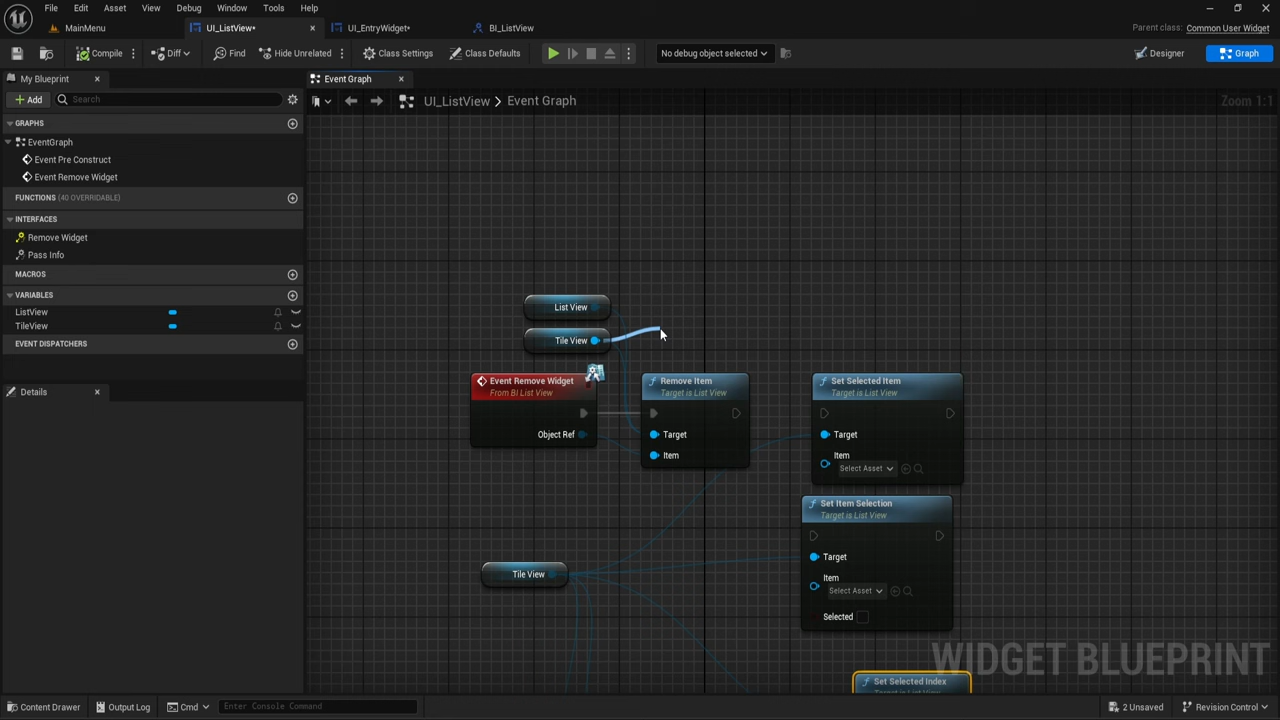 File Edit Asset View Debug Window Tools Help
MainMenu UI_ListView* UI_EntryWidget* BI_ListView
Parent class: Common User Widget
Compile Diff Find Hide Unrelated Class Settings Class Defaults No debug object selected Designer Graph
My Blueprint
Event Graph
Add Search
UI_ListView > Event Graph
Zoom 1:1
GRAPHS
EventGraph
Event Pre Construct
Event Remove Widget
FUNCTIONS (40 OVERRIDABLE)
INTERFACES
Remove Widget
Pass Info
MACROS
VARIABLES
ListView
TileView
EVENT DISPATCHERS
Details
List View
Tile View
Event Remove Widget
From BI List View
Object Ref
Remove Item
Target is List View
Target
Item
Set Selected Item
Target is List View
Target
Item
Select Asset
Set Item Selection
Target is List View
Target
Item
Select Asset
Selected
Tile View
Set Selected Index
Target is List View
WIDGET BLUEPRINT
Content Drawer Output Log Cmd Enter Console Command 2 Unsaved Revision Control